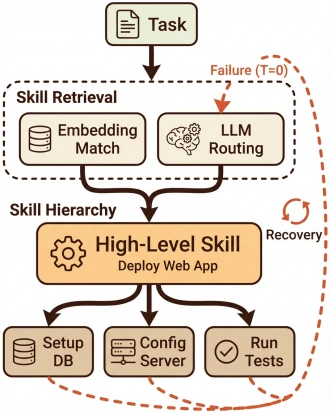 Task
Failure (T=0)
Skill Retrieval
Embedding
Match
LLM
Routing
Skill Hierarchy
Recovery
High-Level Skill
Deploy Web App
Setup
DB
Config
Server
Run
Tests